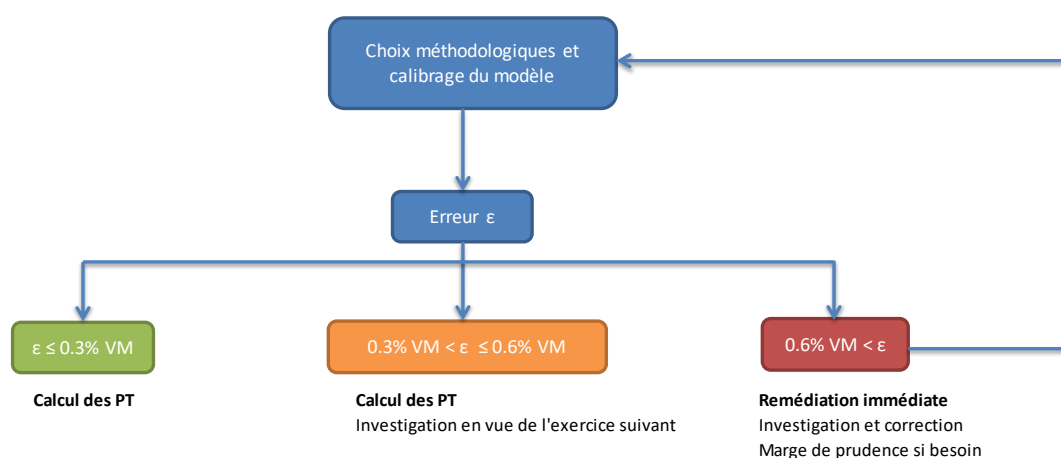 Choix méthodologiques et
calibrage du modèle
Erreur ε
ε ≤ 0.3% VM
0.3% VM < ε ≤ 0.6% VM
0.6% VM < ε
Calcul des PT
Calcul des PT
Investigation en vue de l'exercice suivant
Remédiation immédiate
Investigation et correction
Marge de prudence si besoin